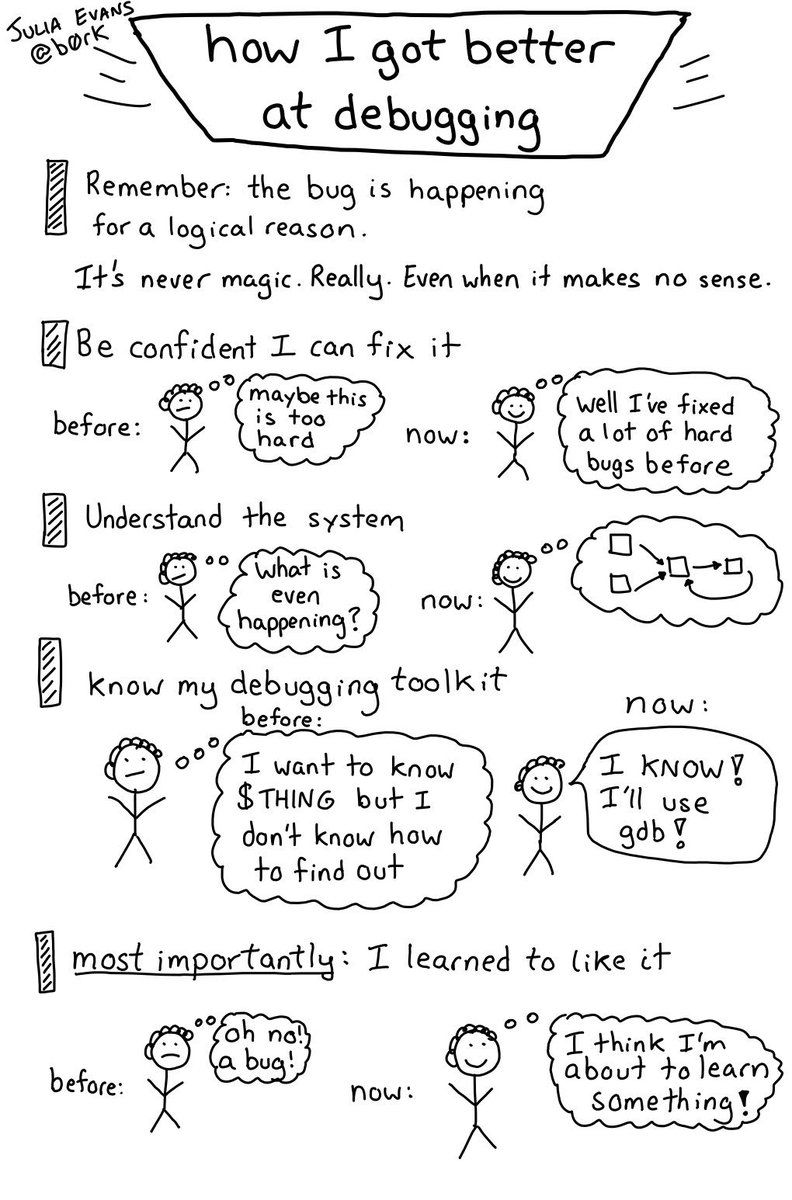 JULIA EVANS
@børk
how I got better
at debugging
Remember: the bug is happening
for a logical reason.
It's never magic. Really. Even when it makes no sense.
Be confident I can fix it
before:
maybe this
is too
hard
now:
well I've fixed
a lot of hard
bugs before
Understand the system
before:
What is
even
happening?
now:
know my debugging toolkit
before:
I want to know
$THING but I
don't know how
to find out
now:
I KNOW!
I'll use
gdb!
most importantly: I learned to like it
before:
oh no!
a bug!
now:
I think I'm
about to learn
something!